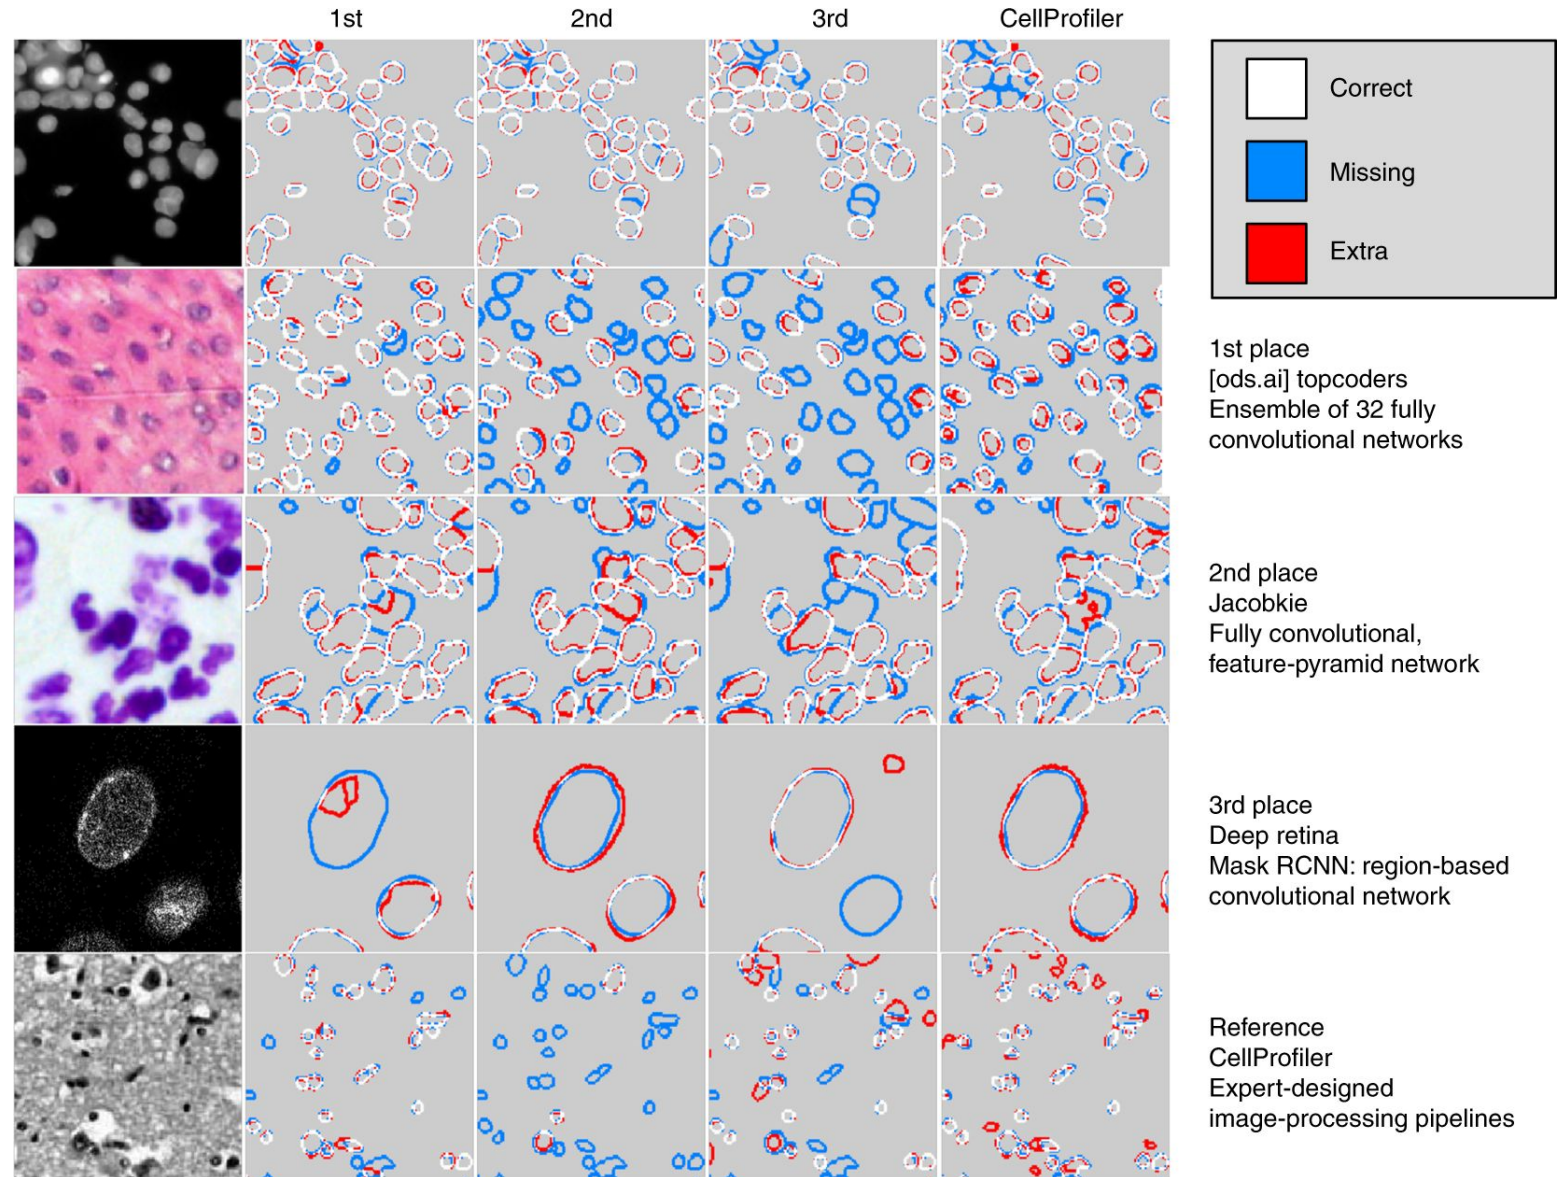 1st 2nd 3rd CellProfiler
Correct
Missing
Extra
1st place
[ods.ai] topcoders
Ensemble of 32 fully
convolutional networks
2nd place
Jacobkie
Fully convolutional,
feature-pyramid network
3rd place
Deep retina
Mask RCNN: region-based
convolutional network
Reference
CellProfiler
Expert-designed
image-processing pipelines